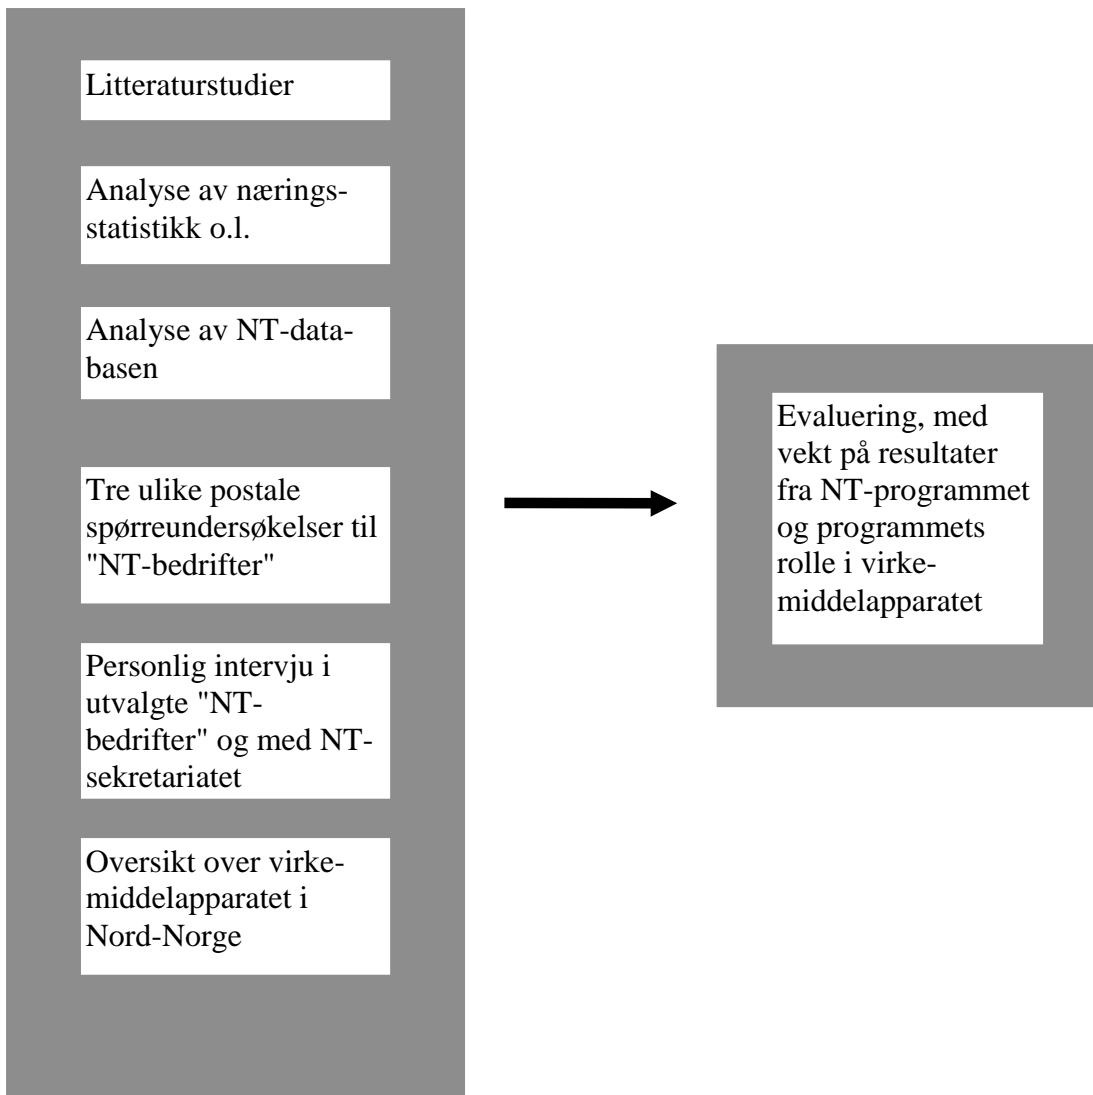 Litteraturstudier
Analyse av nærings-
statistikk o.l.
Analyse av NT-data-
basen
Tre ulike postale
spørreundersøkelser til
"NT-bedrifter"
Personlig intervju i
utvalgte "NT-
bedrifter" og med NT-
sekretariatet
Oversikt over virke-
middelapparatet i
Nord-Norge
Evaluering, med
vekt på resultater
fra NT-programmet
og programmets
rolle i virke-
middelapparatet